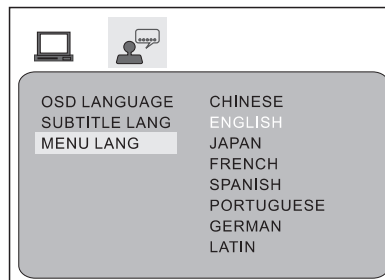 OSD LANGUAGE CHINESE
SUBTITLE LANG ENGLISH
MENU LANG JAPAN
FRENCH
SPANISH
PORTUGUESE
GERMAN
LATIN